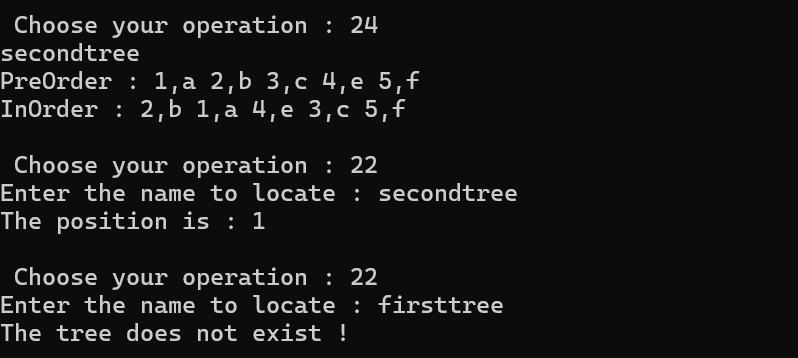 Choose your operation : 24
secondtree
PreOrder : 1,a 2,b 3,c 4,e 5,f
InOrder : 2,b 1,a 4,e 3,c 5,f
Choose your operation : 22
Enter the name to locate : secondtree
The position is : 1
Choose your operation : 22
Enter the name to locate : firsttree
The tree does not exist !